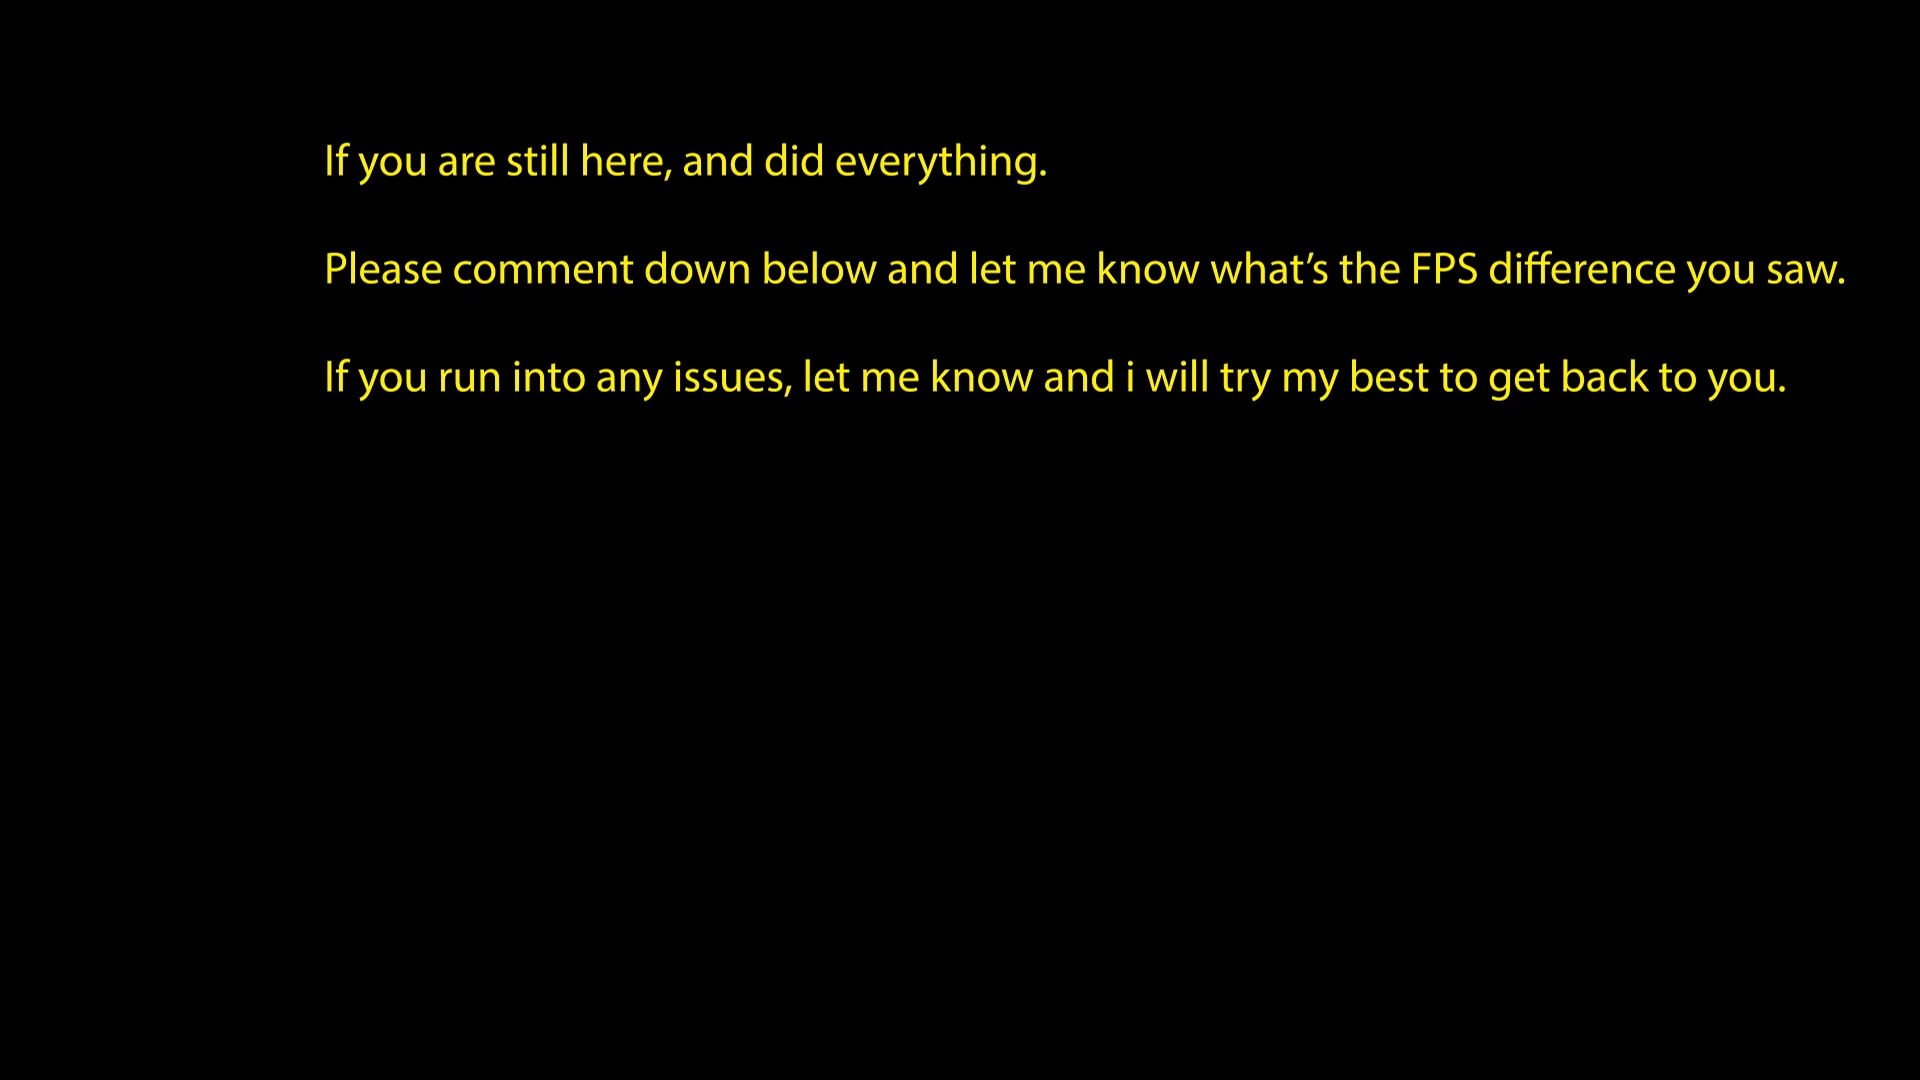 If you are still here, and did everything.
Please comment down below and let me know what’s the FPS difference you saw.
If you run into any issues, let me know and i will try my best to get back to you.